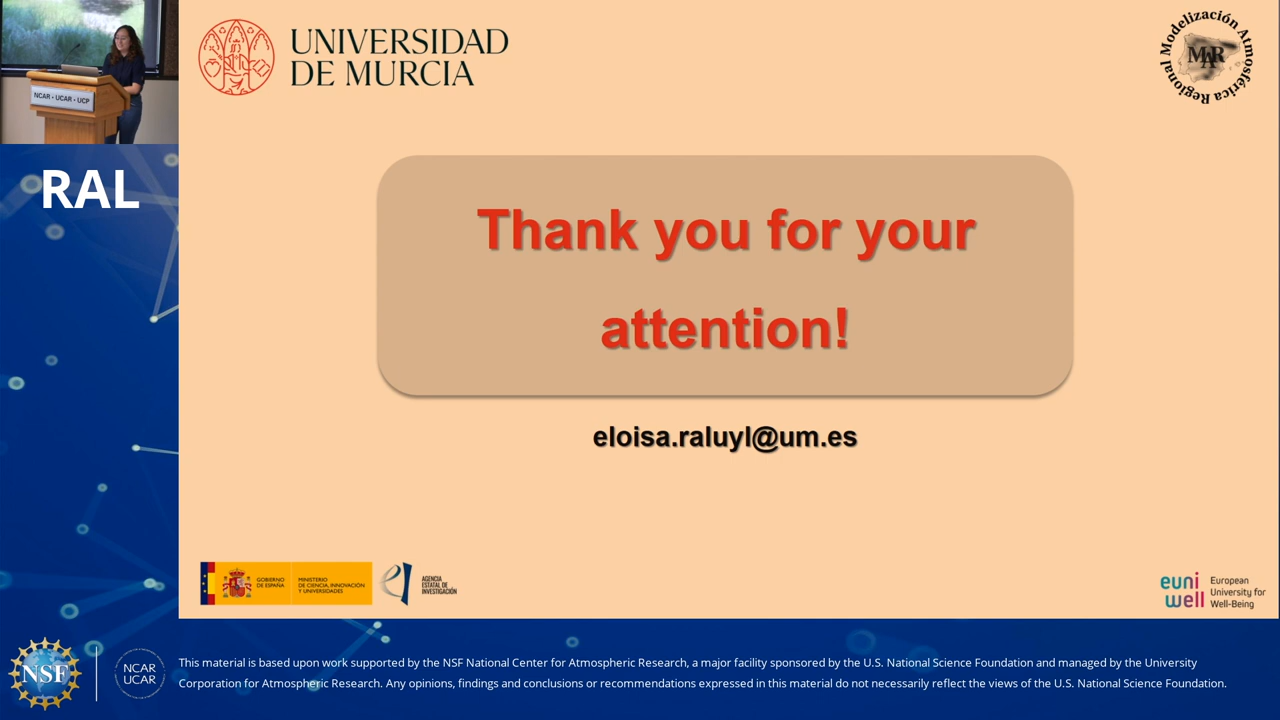 NCAR • UCAR • UCP
RAL
UNIVERSIDAD
DE MURCIA
Modelización Atmosférica Regional
MAR
Thank you for your
attention!
eloisa.raluyl@um.es
GOBIERNO
DE ESPAÑA
MINISTERIO
DE CIENCIA, INNOVACIÓN
Y UNIVERSIDADES
AGENCIA
ESTATAL DE
INVESTIGACIÓN
euni
well
European
University for
Well-Being
NSF
NCAR
UCAR
This material is based upon work supported by the NSF National Center for Atmospheric Research, a major facility sponsored by the U.S. National Science Foundation and managed by the University
Corporation for Atmospheric Research. Any opinions, findings and conclusions or recommendations expressed in this material do not necessarily reflect the views of the U.S. National Science Foundation.